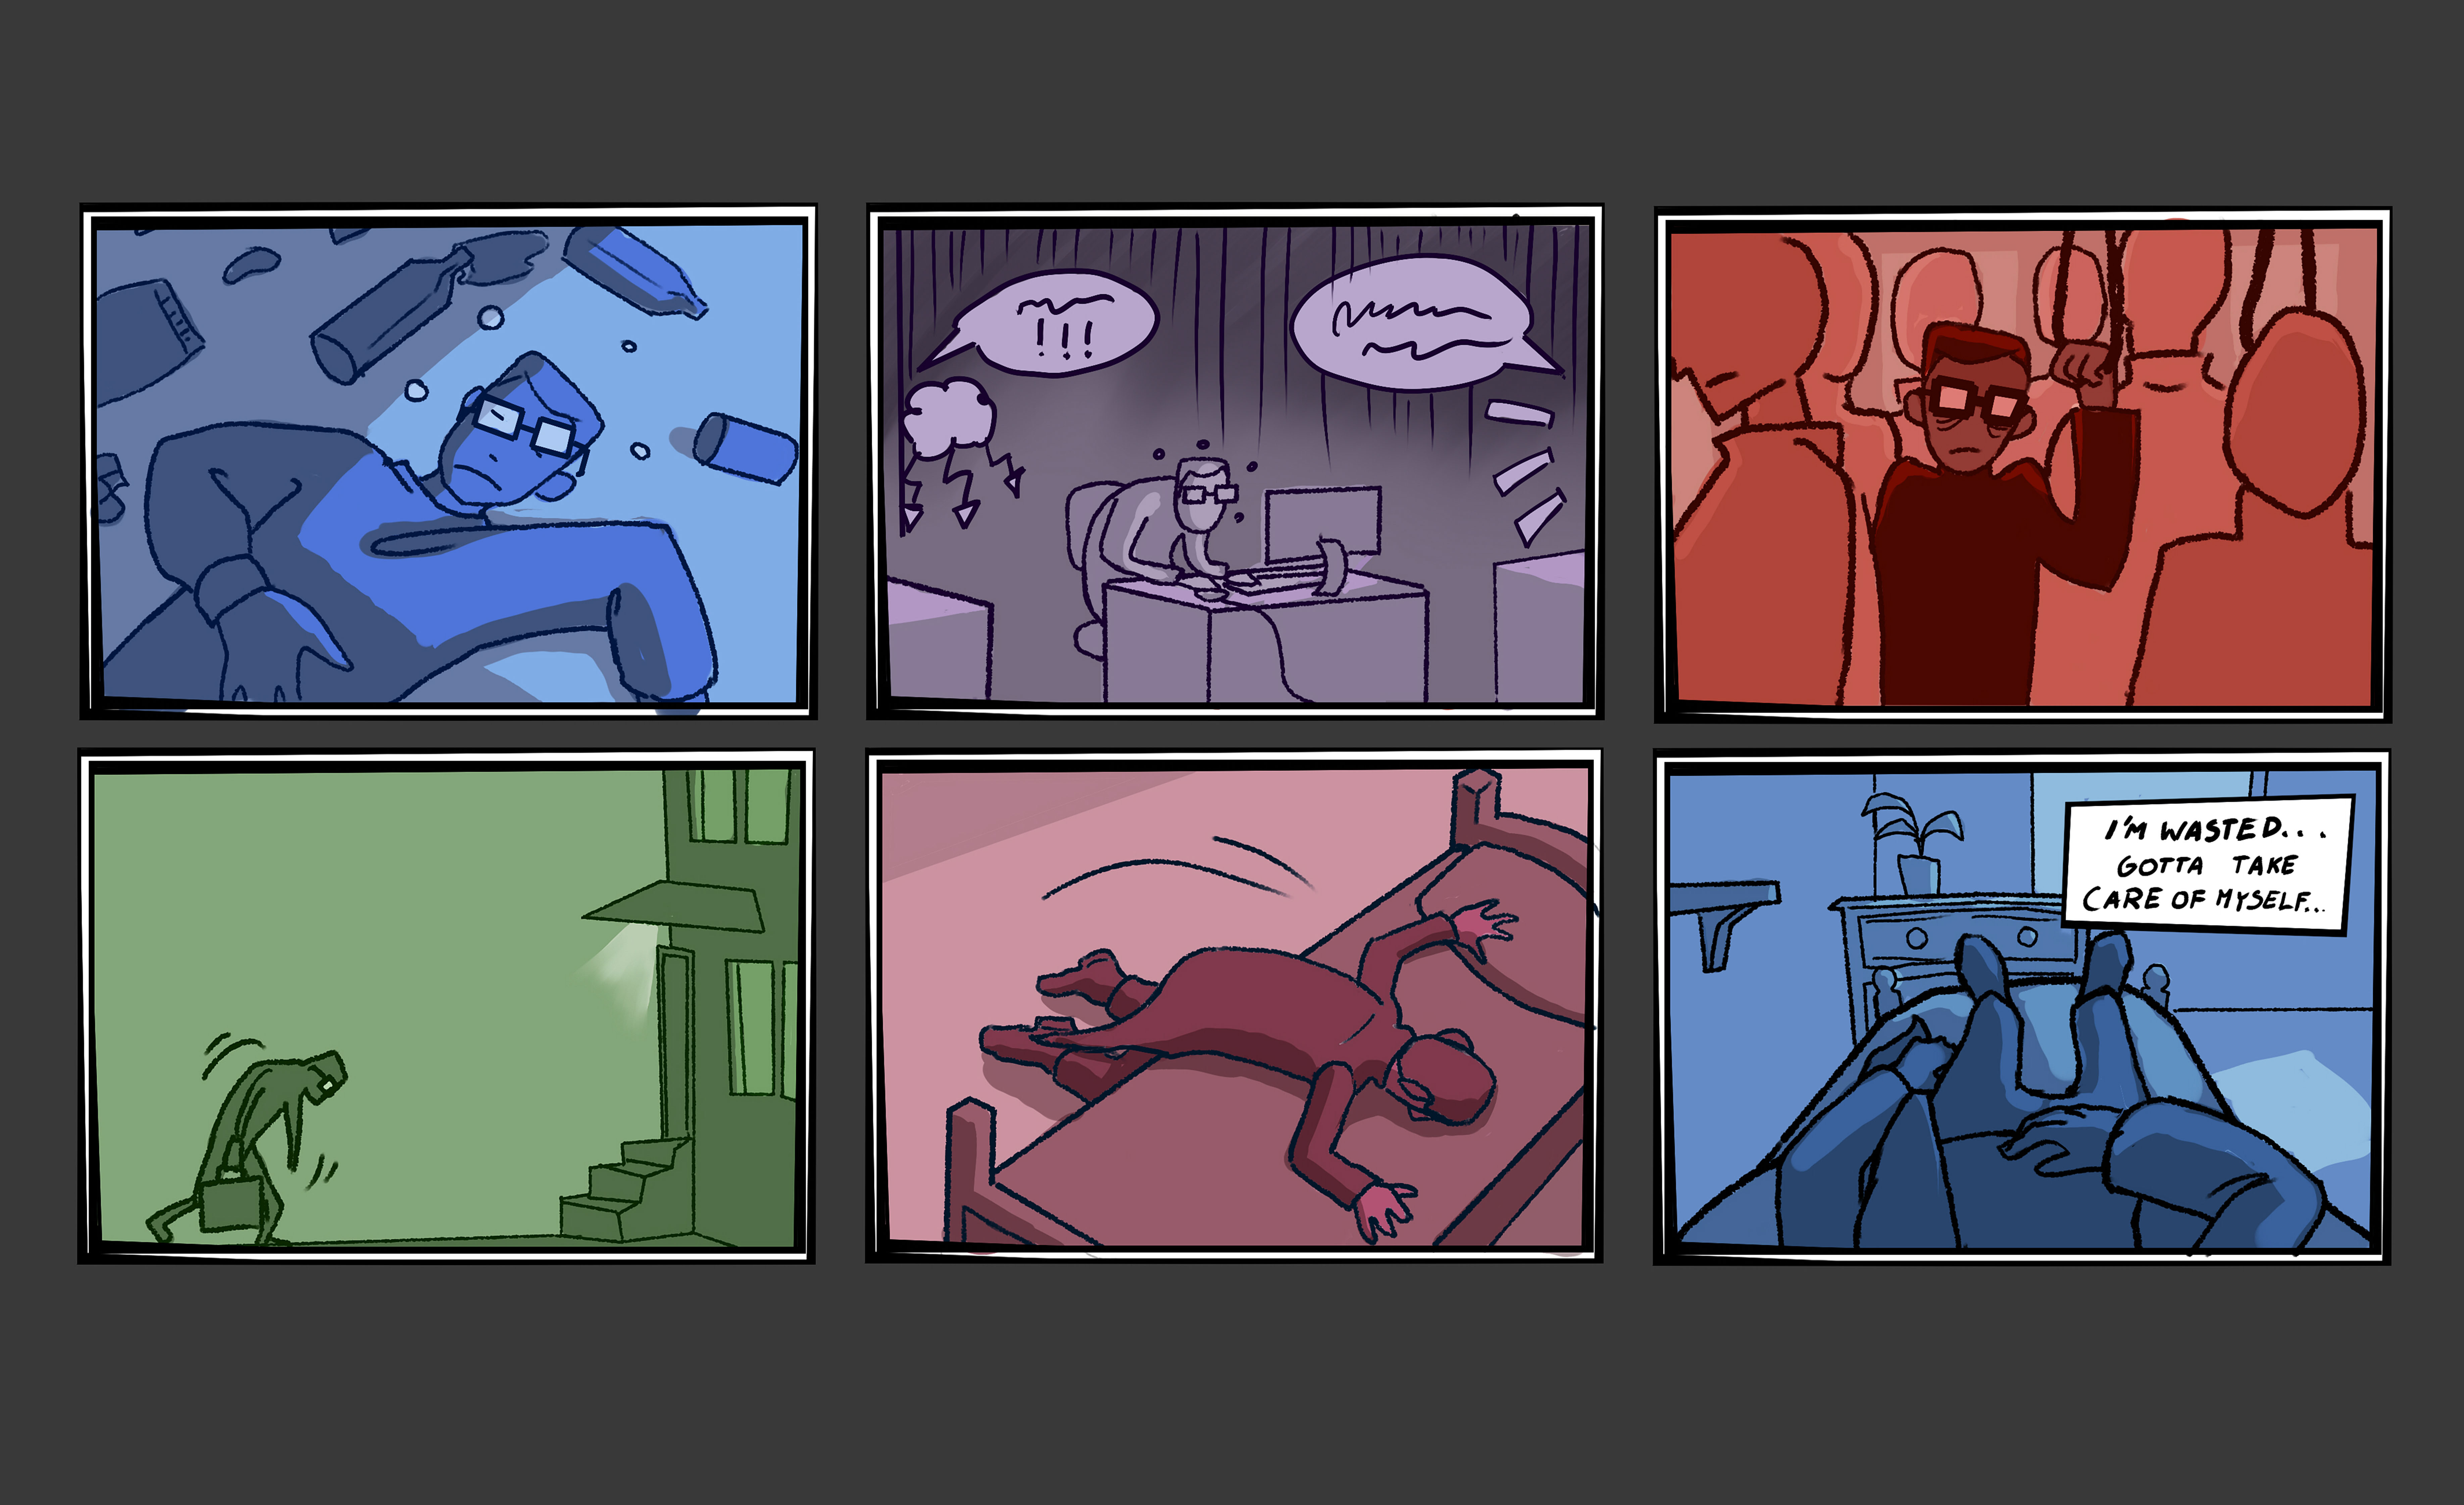 !!!
I'M WASTED...
GOTTA TAKE
CARE OF MYSELF...